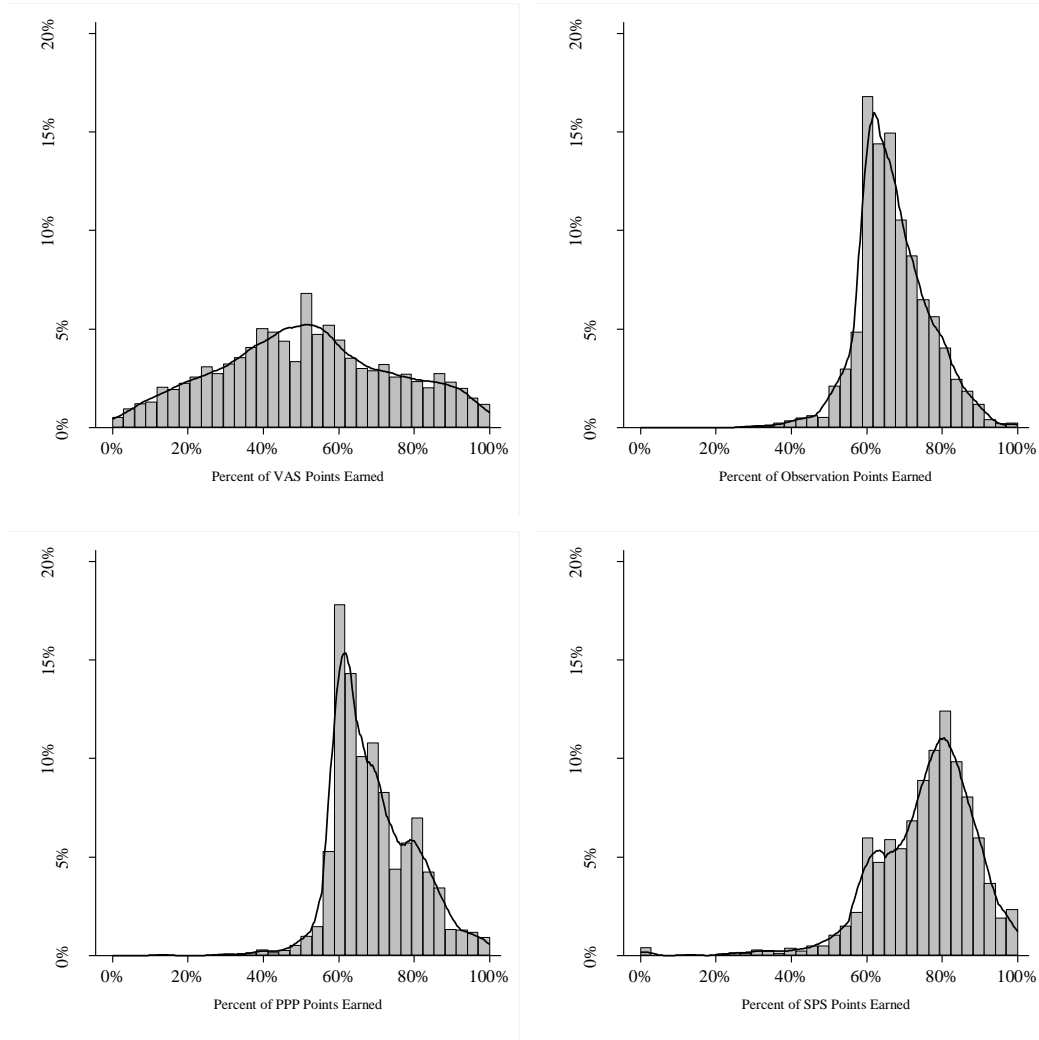 20%
15%
10%
5%
0%
0% 20% 40% 60% 80% 100%
Percent of VAS Points Earned
20%
15%
10%
5%
0%
0% 20% 40% 60% 80% 100%
Percent of Observation Points Earned
20%
15%
10%
5%
0%
0% 20% 40% 60% 80% 100%
Percent of PPP Points Earned
20%
15%
10%
5%
0%
0% 20% 40% 60% 80% 100%
Percent of SPS Points Earned